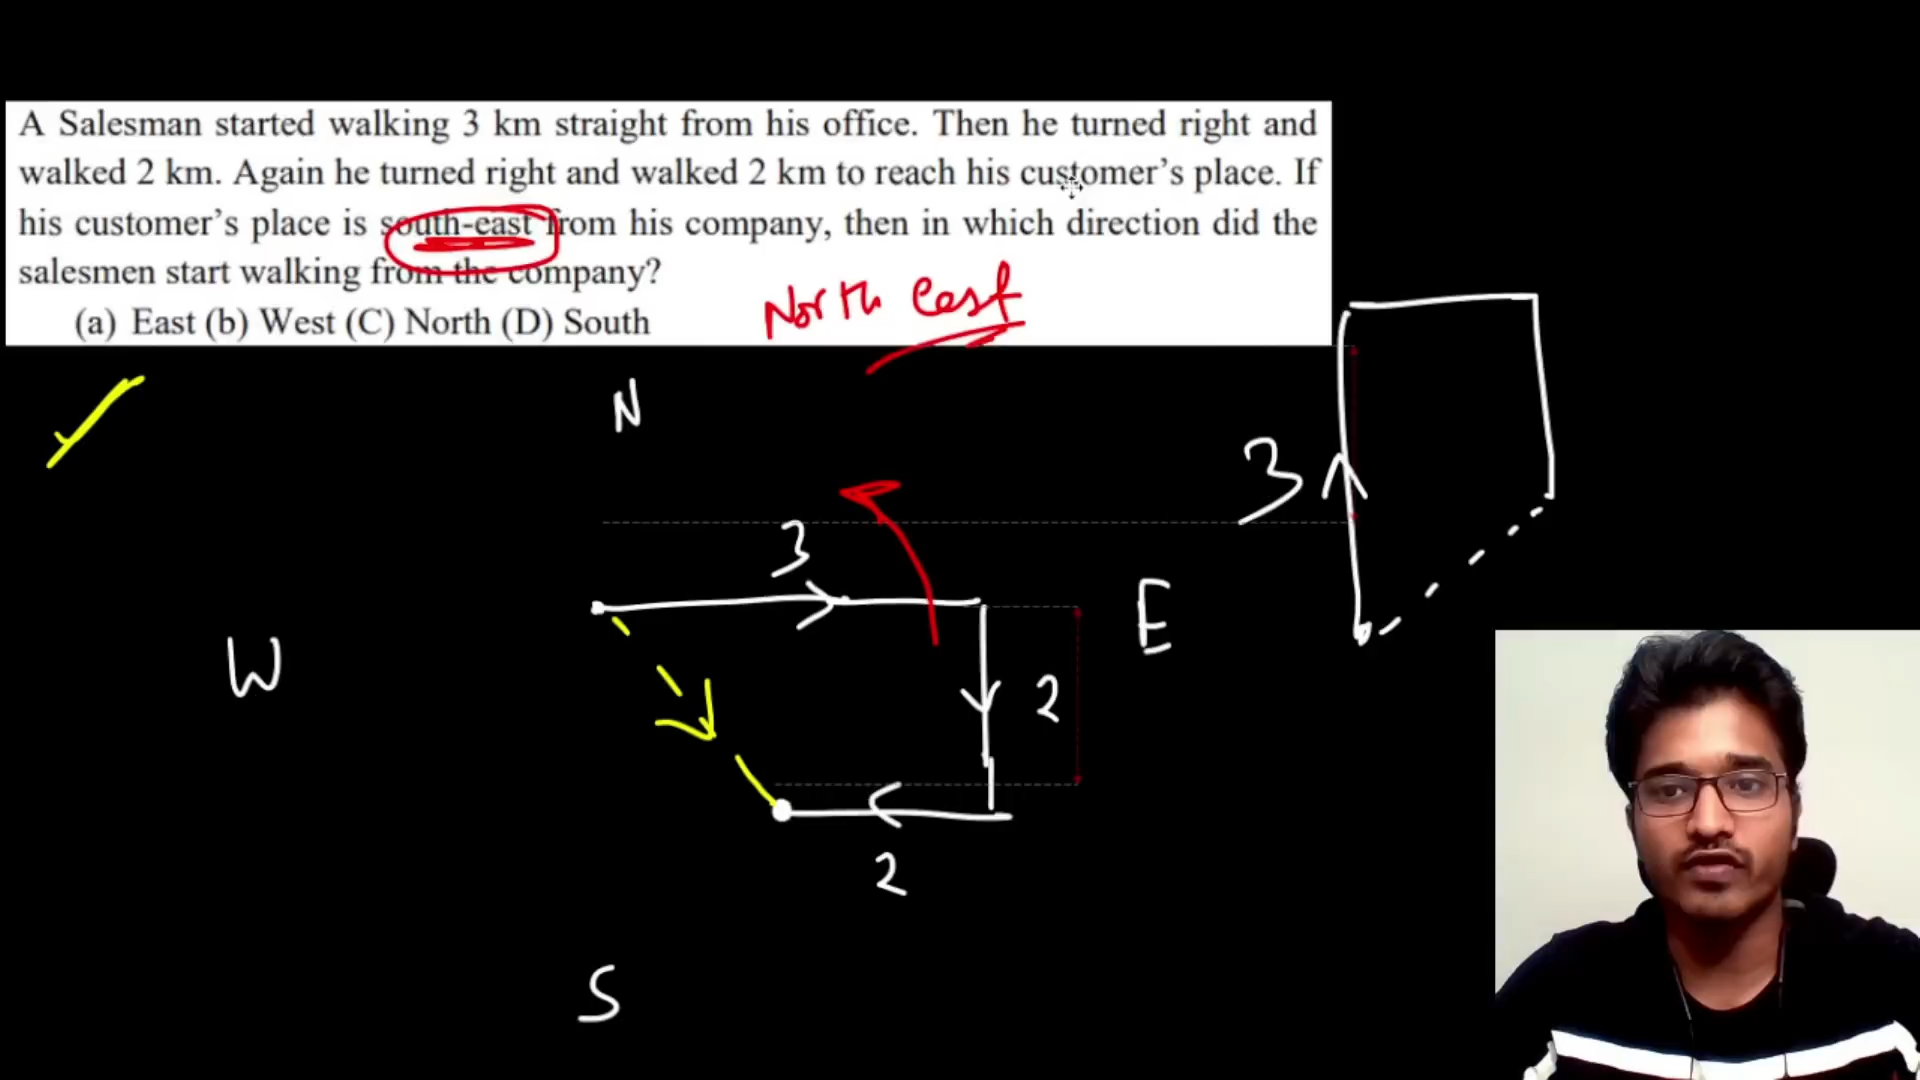 A Salesman started walking 3 km straight from his office. Then he turned right and
walked 2 km. Again he turned right and walked 2 km to reach his customer's place. If
his customer's place is south-east from his company, then in which direction did the
salesmen start walking from the company?
(a) East (b) West (C) North (D) South
North East
N
3
3
W
E
2
2
S